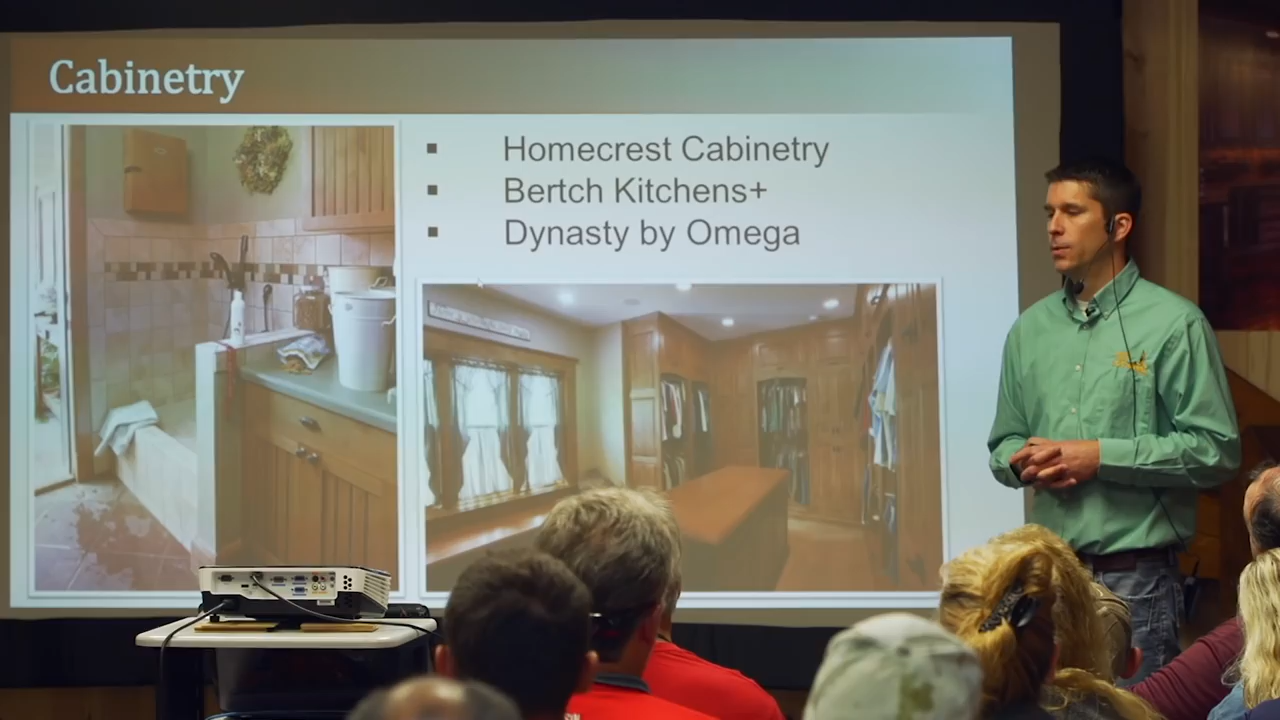 Cabinetry
▪ Homecrest Cabinetry
▪ Bertch Kitchens+
▪ Dynasty by Omega